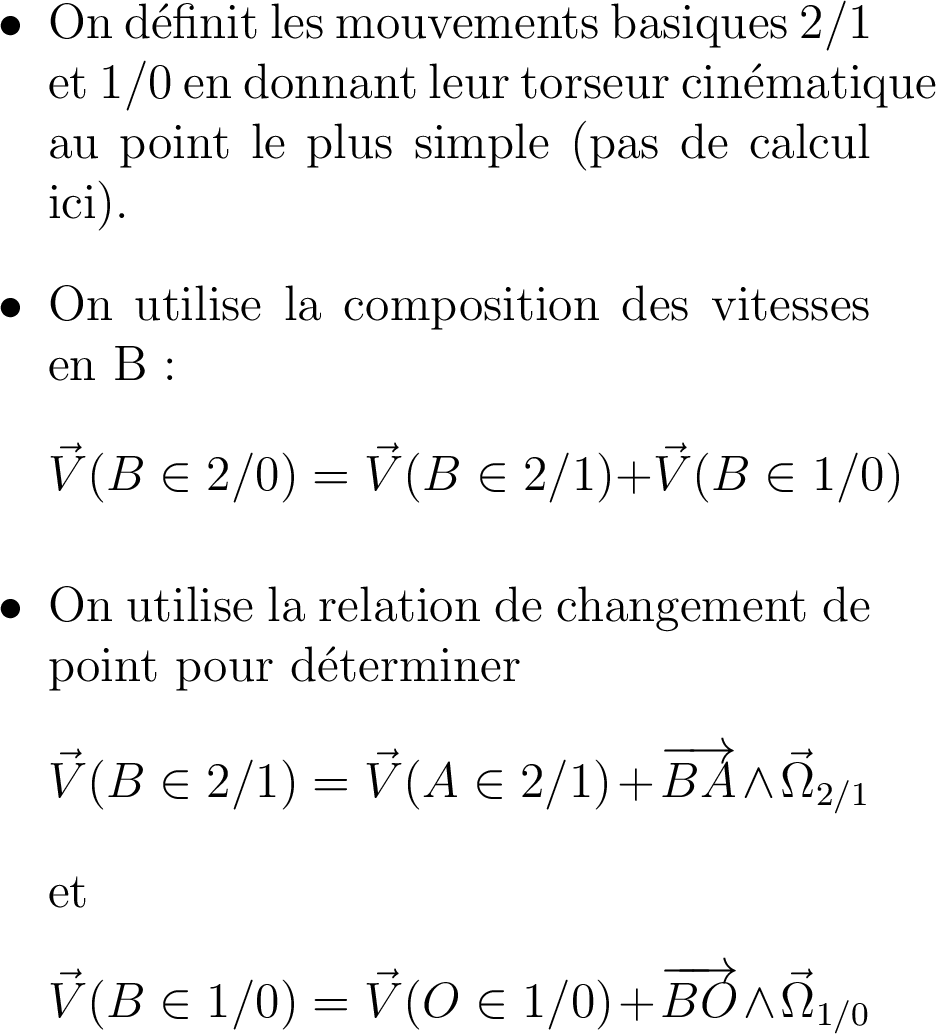 • On définit les mouvements basiques 2/1
et 1/0 en donnant leur torseur cinématique
au point le plus simple (pas de calcul
ici).
• On utilise la composition des vitesses
en B :
$\vec{V}(B \in 2/0) = \vec{V}(B \in 2/1) + \vec{V}(B \in 1/0)$
• On utilise la relation de changement de
point pour déterminer
$\vec{V}(B \in 2/1) = \vec{V}(A \in 2/1) + \overrightarrow{BA} \wedge \vec{\Omega}_{2/1}$
et
$\vec{V}(B \in 1/0) = \vec{V}(O \in 1/0) + \overrightarrow{BO} \wedge \vec{\Omega}_{1/0}$